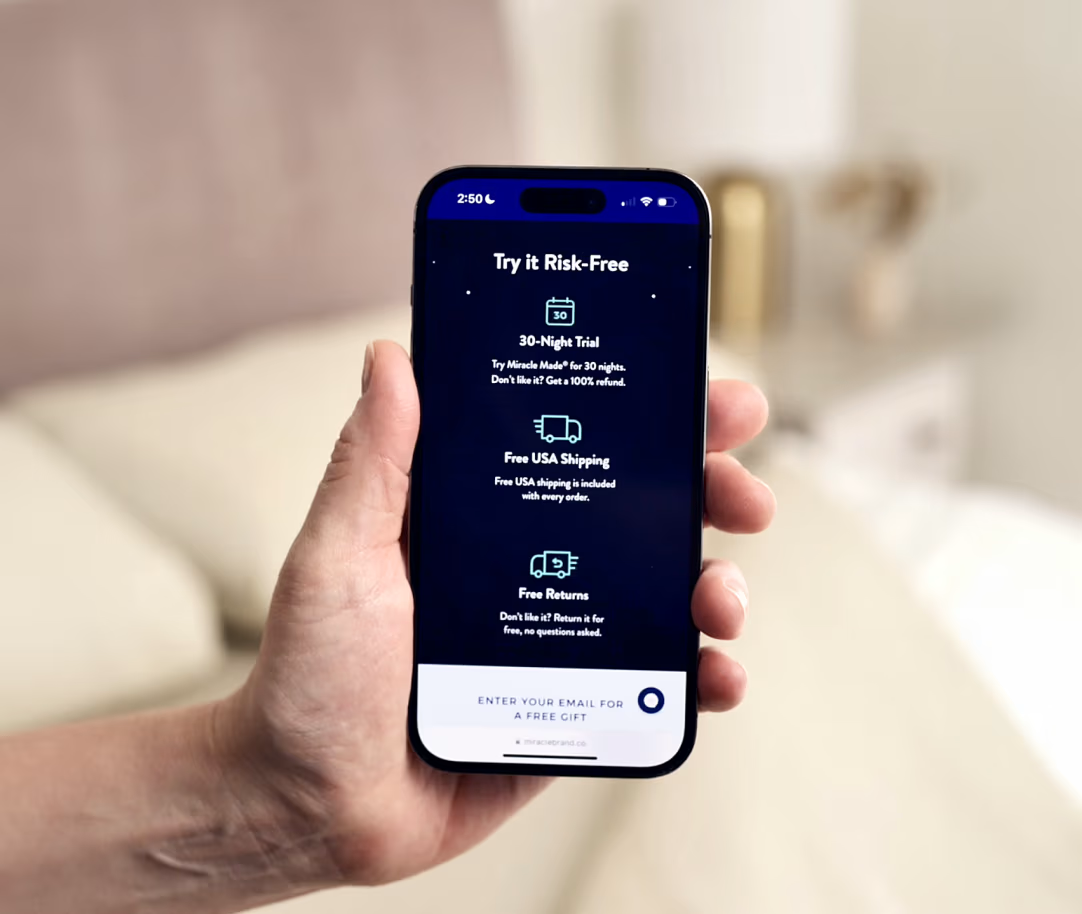 2:50
Try it Risk-Free
30
30-Night Trial
Try Miracle Made® for 30 nights.
Don't like it? Get a 100% refund.
Free USA Shipping
Free USA shipping is included
with every order.
Free Returns
Don't like it? Return it for
free, no questions asked.
ENTER YOUR EMAIL FOR
A FREE GIFT
miraclebrand.co